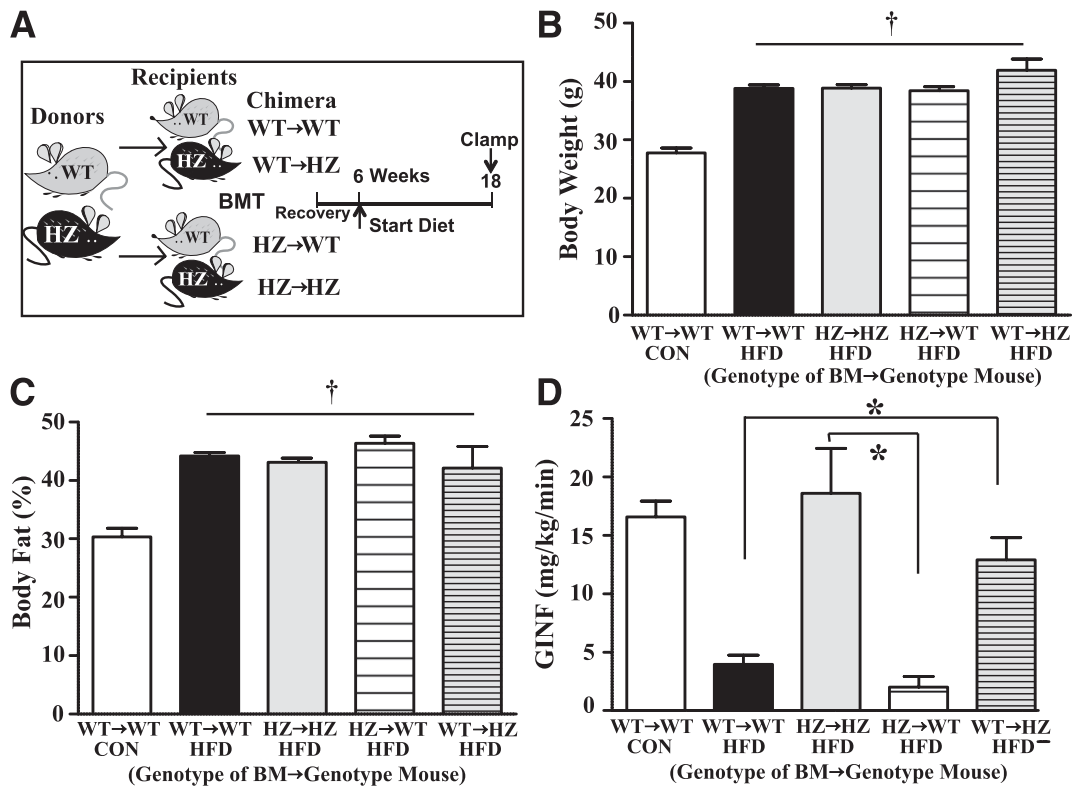 A
Recipients
Donors
Chimera
WT
WT→WT
WT
HZ
WT→HZ
Clamp
6 Weeks
18
BMT
Recovery
Start Diet
HZ
WT
HZ→WT
HZ
HZ→HZ
B
50
40
30
20
10
0
Body Weight (g)
†
WT→WT WT→WT HZ→HZ HZ→WT WT→HZ
CON HFD HFD HFD HFD
(Genotype of BM→Genotype Mouse)
C
50
40
30
20
10
0
Body Fat (%)
†
WT→WT WT→WT HZ→HZ HZ→WT WT→HZ
CON HFD HFD HFD HFD
(Genotype of BM→Genotype Mouse)
D
25
20
15
10
5
0
GINF (mg/kg/min)
*
*
WT→WT WT→WT HZ→HZ HZ→WT WT→HZ
CON HFD HFD HFD HFD–
(Genotype of BM→Genotype Mouse)